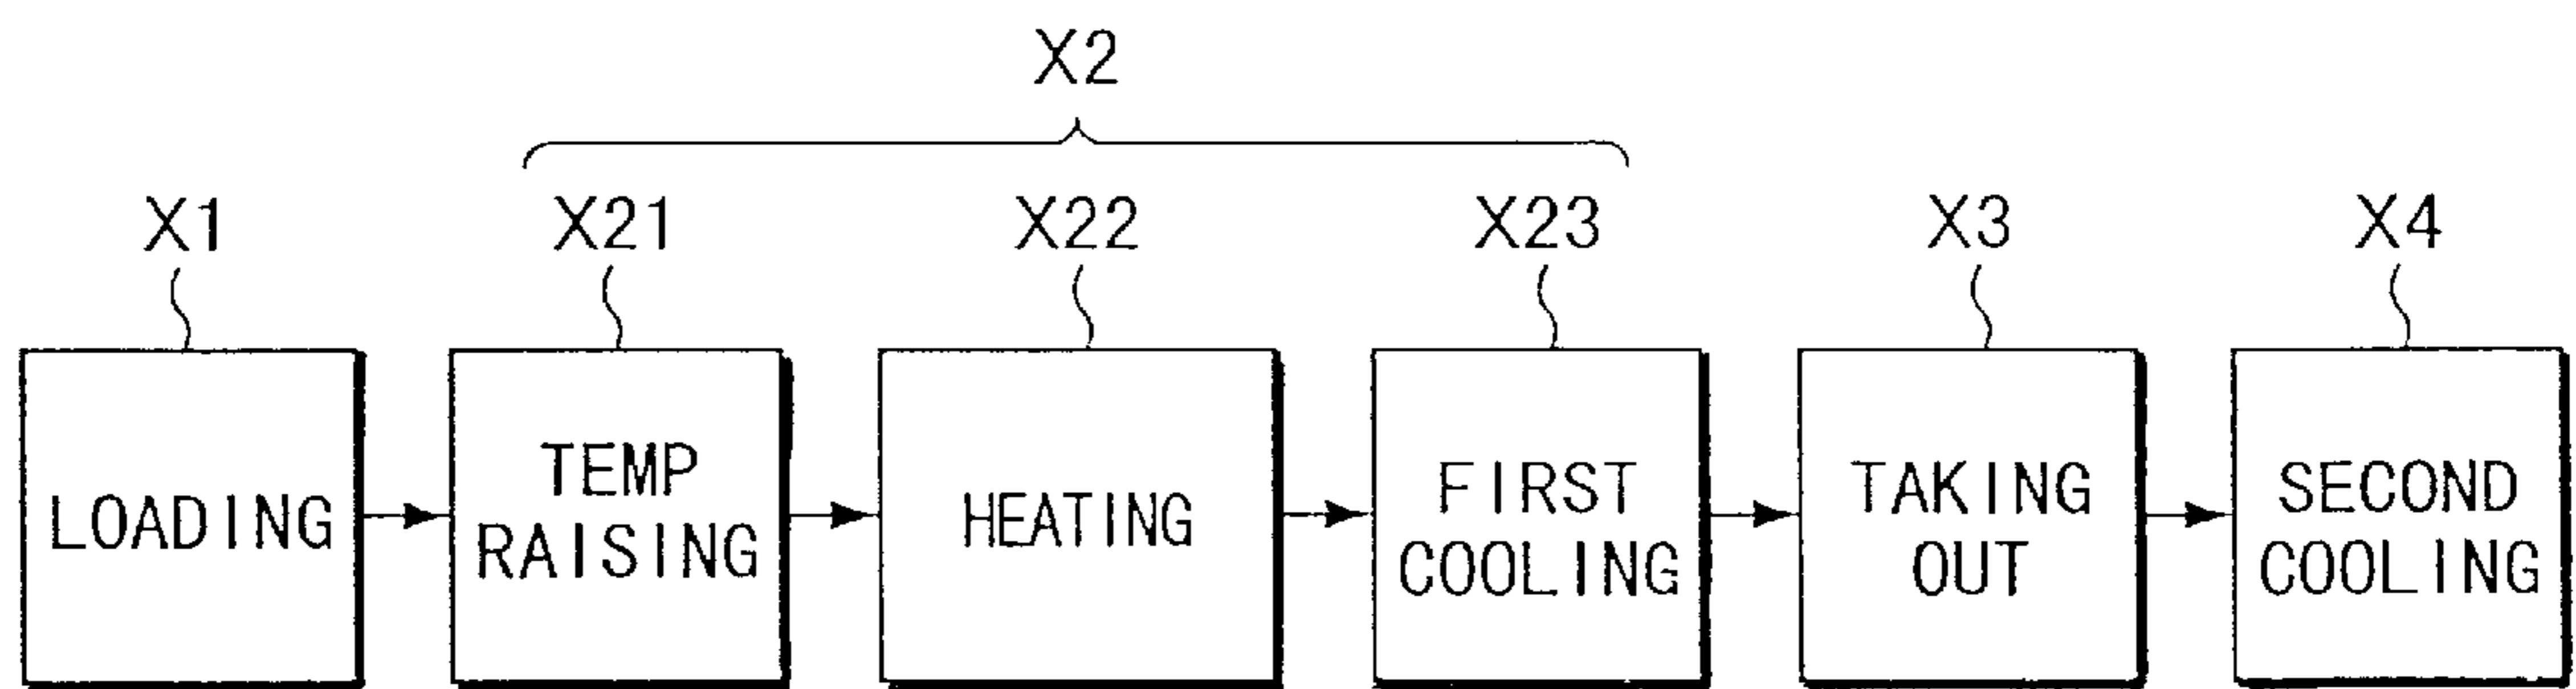 X2
X1 X21 X22 X23 X3 X4
LOADING
TEMP
RAISING
HEATING
FIRST
COOLING
TAKING
OUT
SECOND
COOLING